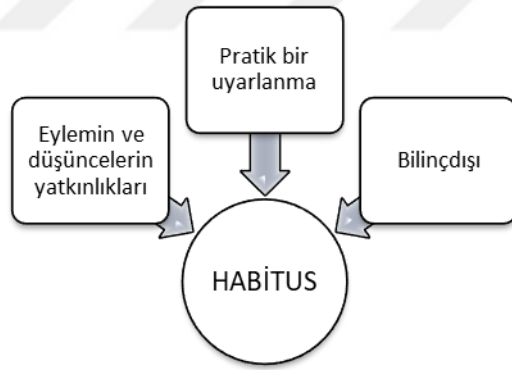 Pratik bir
uyarlanma
Eylemin ve
düşüncelerin
yatkınlıkları
Bilinçdışı
HABİTUS